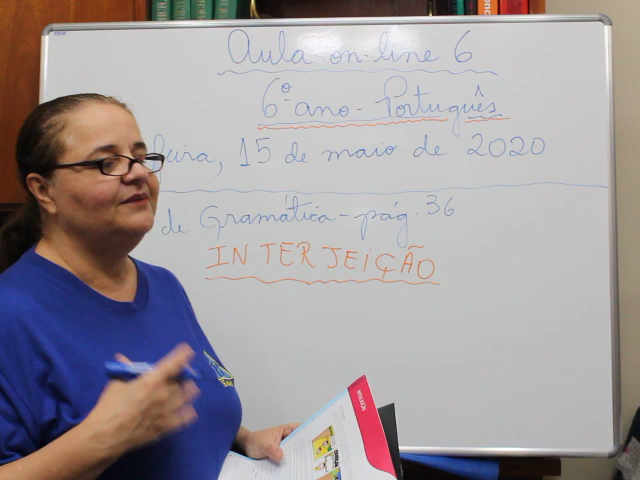 Aula on-line 6
6º ano - Português
feira, 15 de maio de 2020
de Gramática - pág. 36
INTERJEIÇÃO